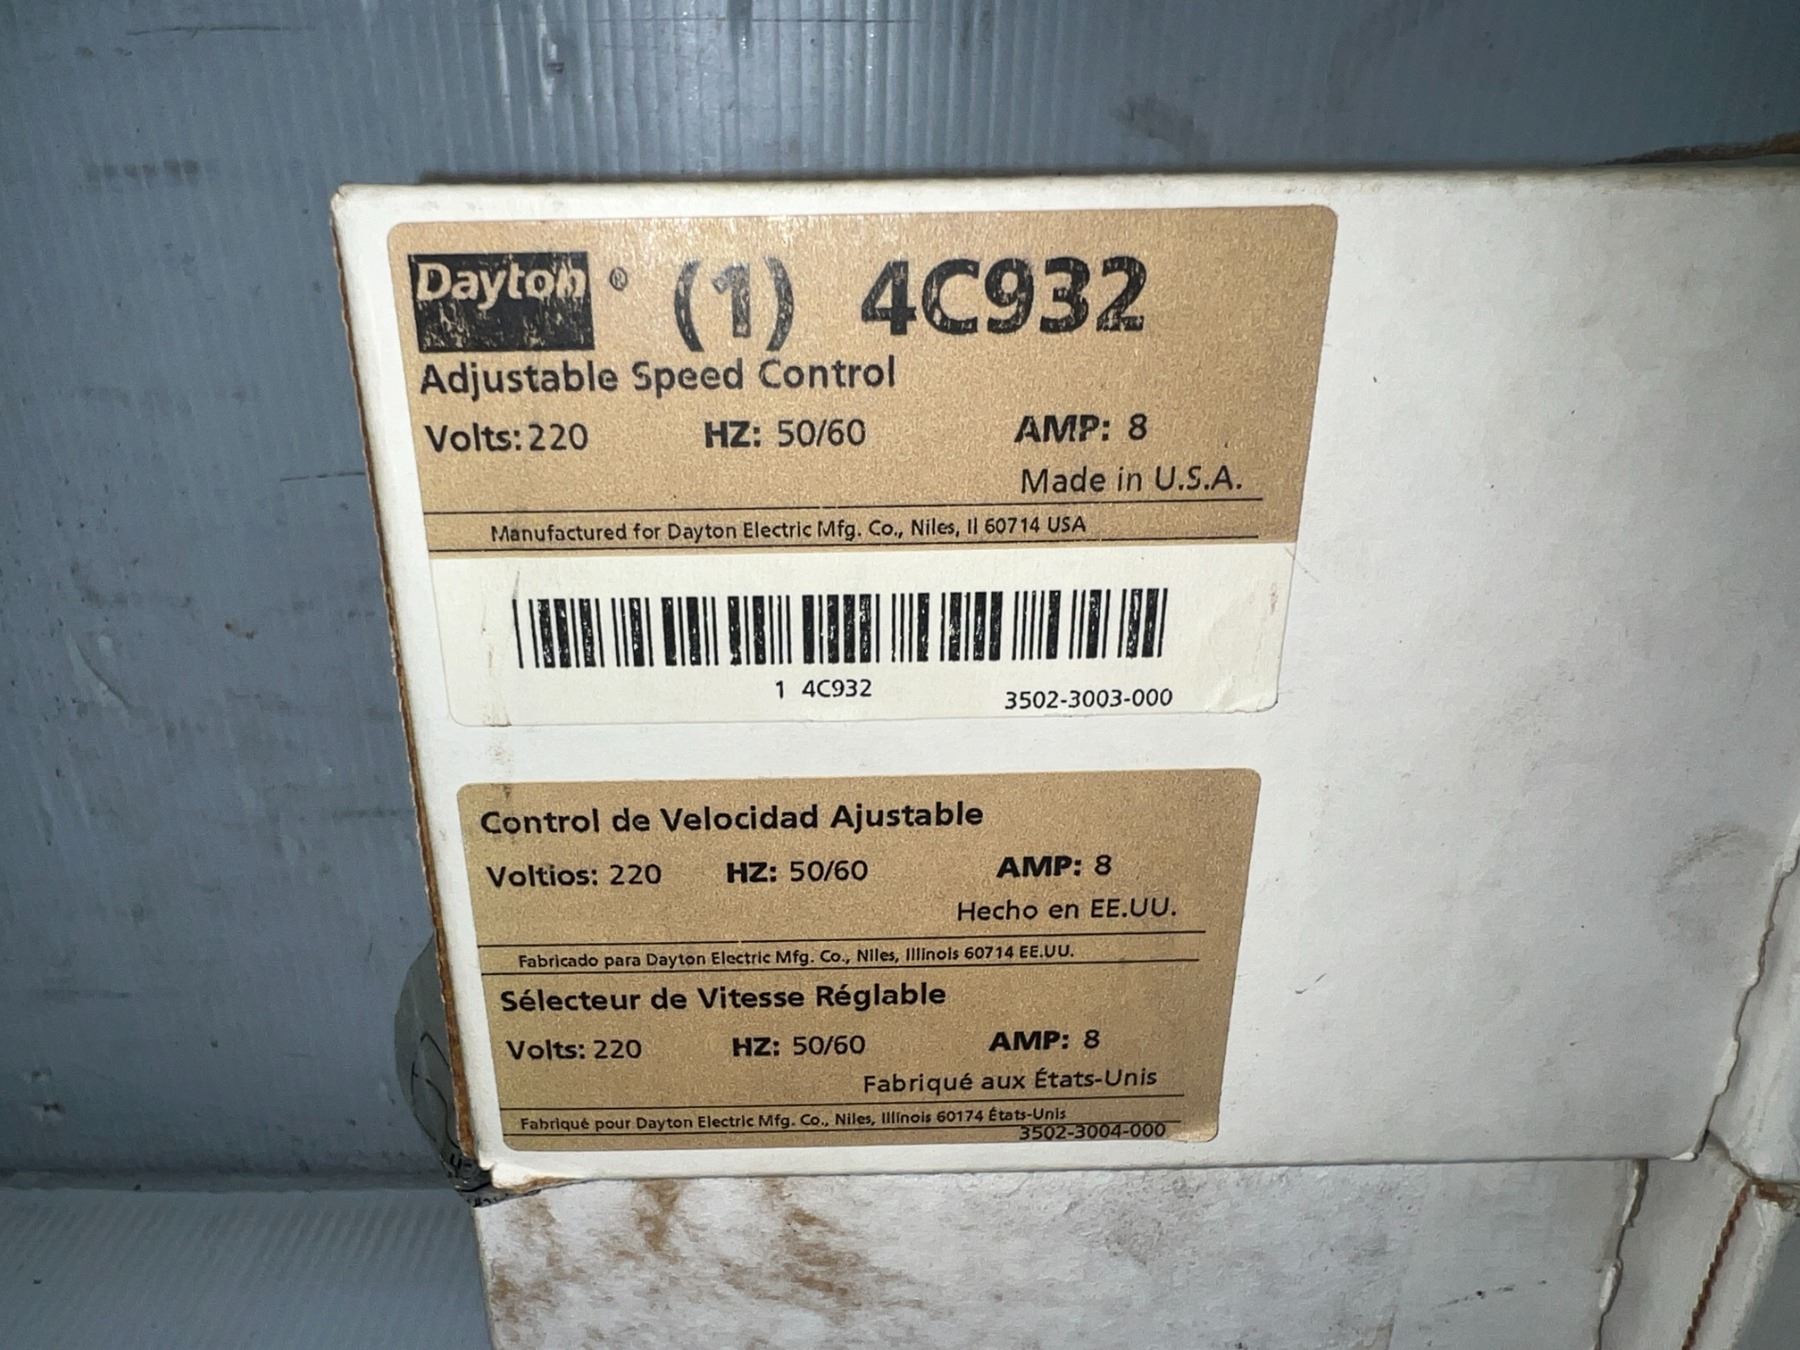 Dayton ® (1) 4C932
Adjustable Speed Control
Volts: 220 HZ: 50/60 AMP: 8
Made in U.S.A.
Manufactured for Dayton Electric Mfg. Co., Niles, Il 60714 USA
1 4C932
3502-3003-000
Control de Velocidad Ajustable
Voltios: 220 HZ: 50/60 AMP: 8
Hecho en EE.UU.
Fabricado para Dayton Electric Mfg. Co., Niles, Illinois 60714 EE.UU.
Sélecteur de Vitesse Réglable
Volts: 220 HZ: 50/60 AMP: 8
Fabriqué aux États-Unis
Fabriqué pour Dayton Electric Mfg. Co., Niles, Illinois 60174 États-Unis
3502-3004-000